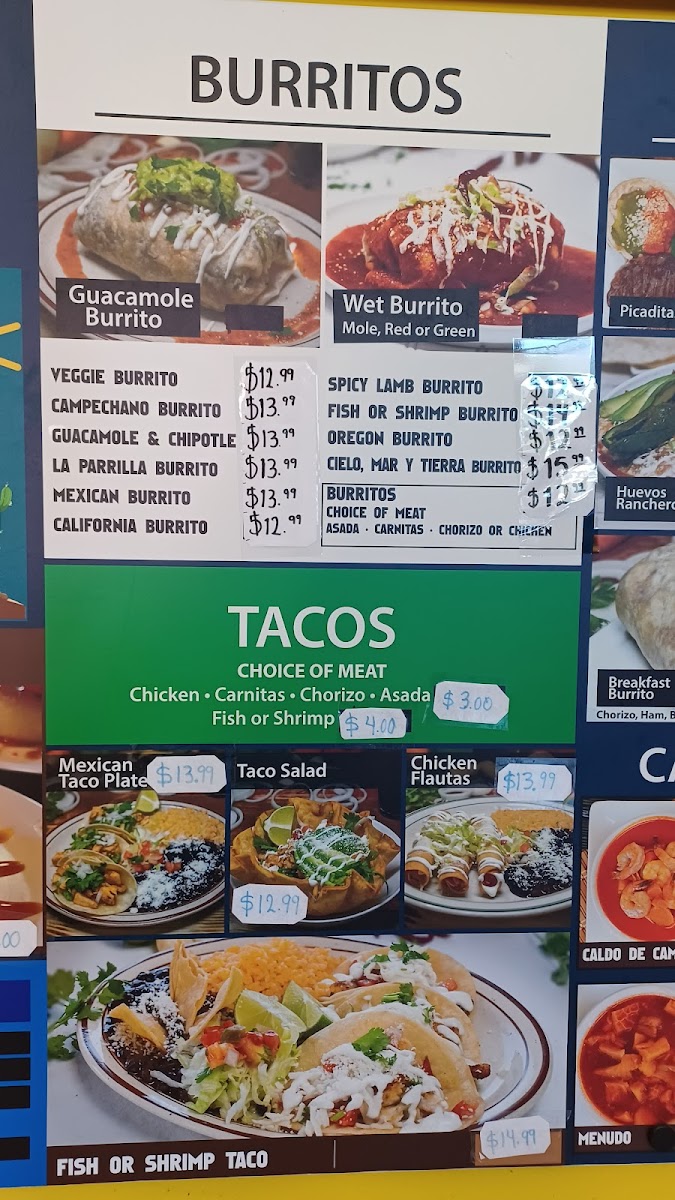 BURRITOS
Guacamole
Burrito
Wet Burrito
Mole, Red or Green
VEGGIE BURRITO $12.99
CAMPECHANO BURRITO $13.99
GUACAMOLE & CHIPOTLE $13.99
LA PARRILLA BURRITO $13.99
MEXICAN BURRITO $13.99
CALIFORNIA BURRITO $12.99
SPICY LAMB BURRITO
FISH OR SHRIMP BURRITO
OREGON BURRITO
CIELO, MAR Y TIERRA BURRITO $15.99
BURRITOS
CHOICE OF MEAT
ASADA · CARNITAS · CHORIZO OR CHICKEN
TACOS
CHOICE OF MEAT
Chicken • Carnitas • Chorizo • Asada $3.00
Fish or Shrimp $4.00
Mexican
Taco Plate $13.99
Taco Salad
$12.99
Chicken
Flautas $13.99
FISH OR SHRIMP TACO $14.99
Huevos
Breakfast
Burrito
Chorizo, Ham,
CALDO DE
MENUDO